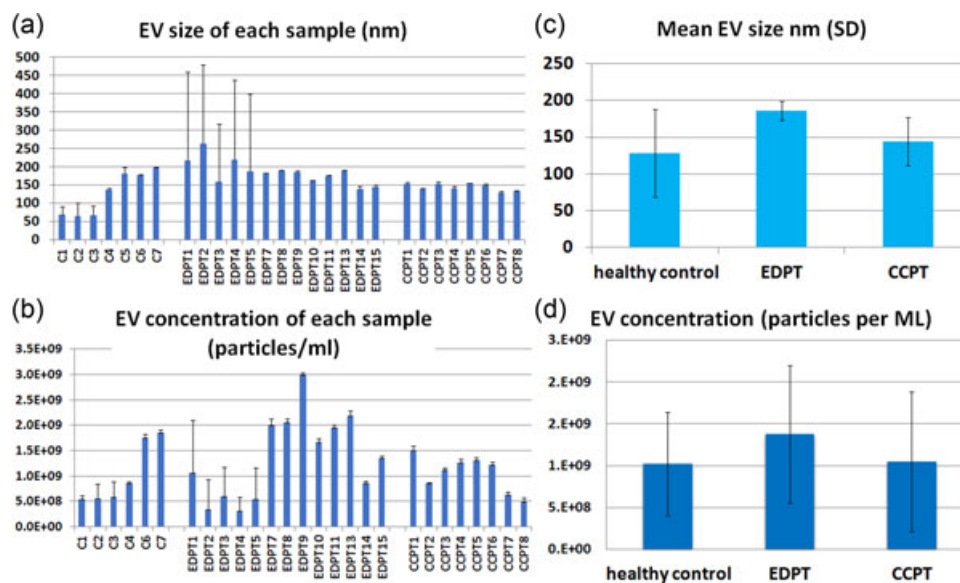 (a)
EV size of each sample (nm)
500
450
400
350
300
250
200
150
100
50
0
C1
C2
C3
C4
C5
C6
C7
EDPT1
EDPT2
EDPT3
EDPT4
EDPT5
EDPT7
EDPT8
EDPT9
EDPT10
EDPT11
EDPT13
EDPT14
EDPT15
CCPT1
CCPT2
CCPT3
CCPT4
CCPT5
CCPT6
CCPT7
CCPT8
(c)
Mean EV size nm (SD)
250
200
150
100
50
0
healthy control EDPT CCPT
(b)
EV concentration of each sample
(particles/ml)
3.5E+09
3.0E+09
2.5E+09
2.0E+09
1.5E+09
1.0E+09
5.0E+08
0.0E+00
C1
C2
C3
C4
C6
C7
EDPT1
EDPT2
EDPT3
EDPT4
EDPT5
EDPT7
EDPT8
EDPT9
EDPT10
EDPT11
EDPT13
EDPT14
EDPT15
CCPT1
CCPT2
CCPT3
CCPT4
CCPT5
CCPT6
CCPT7
CCPT8
(d)
EV concentration (particles per ML)
3.E+09
2.E+09
2.E+09
1.E+09
5.E+08
0.E+00
healthy control EDPT CCPT